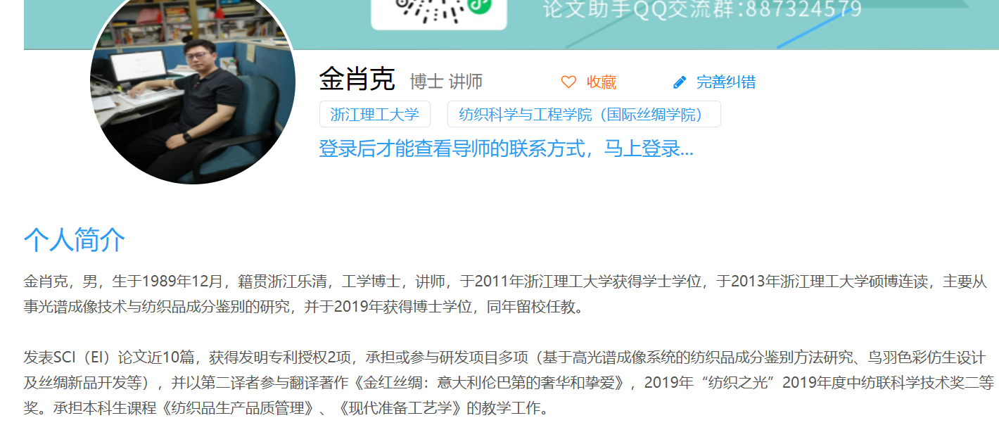 论文助手QQ交流群:887324579
金肖克 博士 讲师 收藏 完善纠错
浙江理工大学 纺织科学与工程学院（国际丝绸学院）
登录后才能查看导师的联系方式，马上登录...
个人简介
金肖克，男，生于1989年12月，籍贯浙江乐清，工学博士，讲师，于2011年浙江理工大学获得学士学位，于2013年浙江理工大学硕博连读，主要从
事光谱成像技术与纺织品成分鉴别的研究，并于2019年获得博士学位，同年留校任教。
发表SCI（EI）论文近10篇，获得发明专利授权2项，承担或参与研发项目多项（基于高光谱成像系统的纺织品成分鉴别方法研究、鸟羽色彩仿生设计
及丝绸新品开发等），并以第二译者参与翻译著作《金红丝绸：意大利伦巴第的奢华和挚爱》，2019年“纺织之光”2019年度中纺联科学技术奖二等
奖。承担本科生课程《纺织品生产品质管理》、《现代准备工艺学》的教学工作。